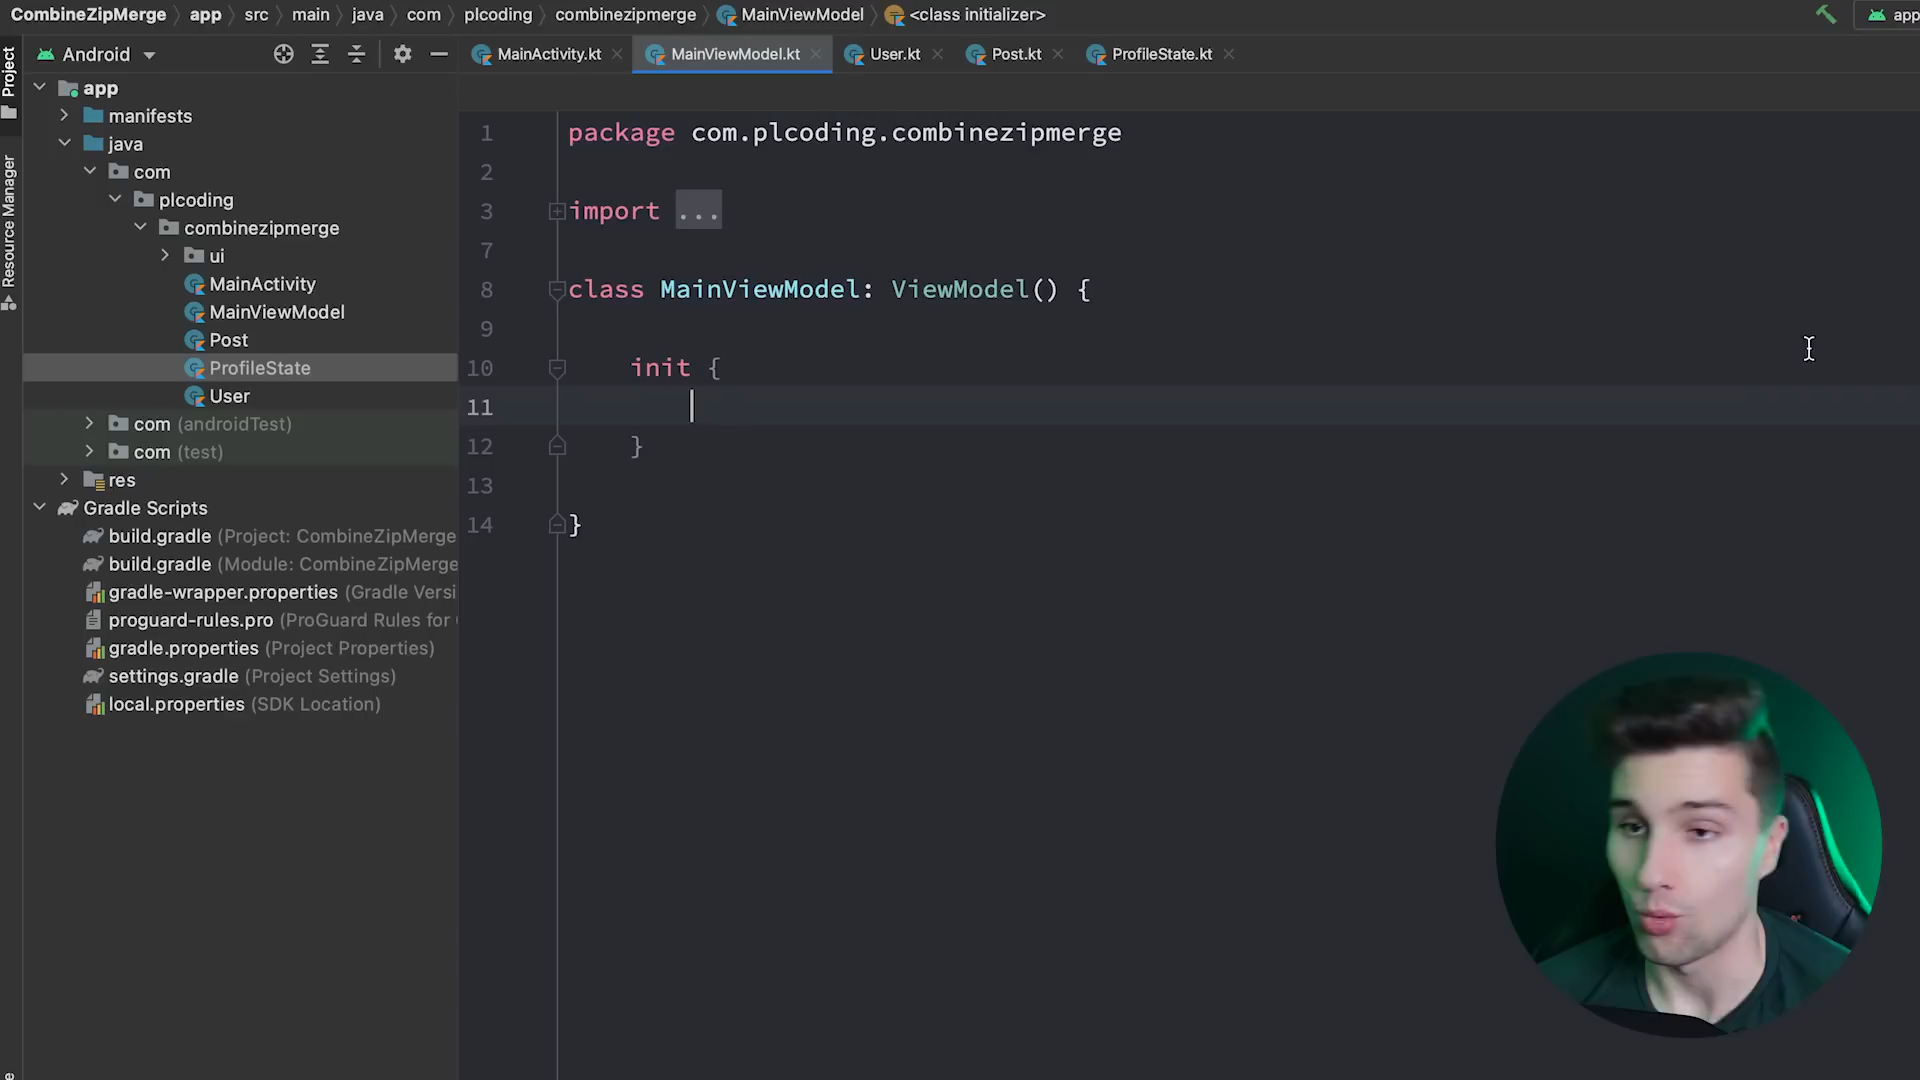 CombineZipMerge app src main java com plcoding combinezipmerge MainViewModel <class initializer> app
Project
Resource Manager
Android
MainActivity.kt MainViewModel.kt User.kt Post.kt ProfileState.kt
app
manifests
java
com
plcoding
combinezipmerge
ui
MainActivity
MainViewModel
Post
ProfileState
User
com (androidTest)
com (test)
res
Gradle Scripts
build.gradle (Project: CombineZipMerge
build.gradle (Module: CombineZipMerge
gradle-wrapper.properties (Gradle Versi
proguard-rules.pro (ProGuard Rules for
gradle.properties (Project Properties)
settings.gradle (Project Settings)
local.properties (SDK Location)
1 package com.plcoding.combinezipmerge
2
3 import ...
7
8 class MainViewModel: ViewModel() {
9
10 init {
11
12 }
13
14 }